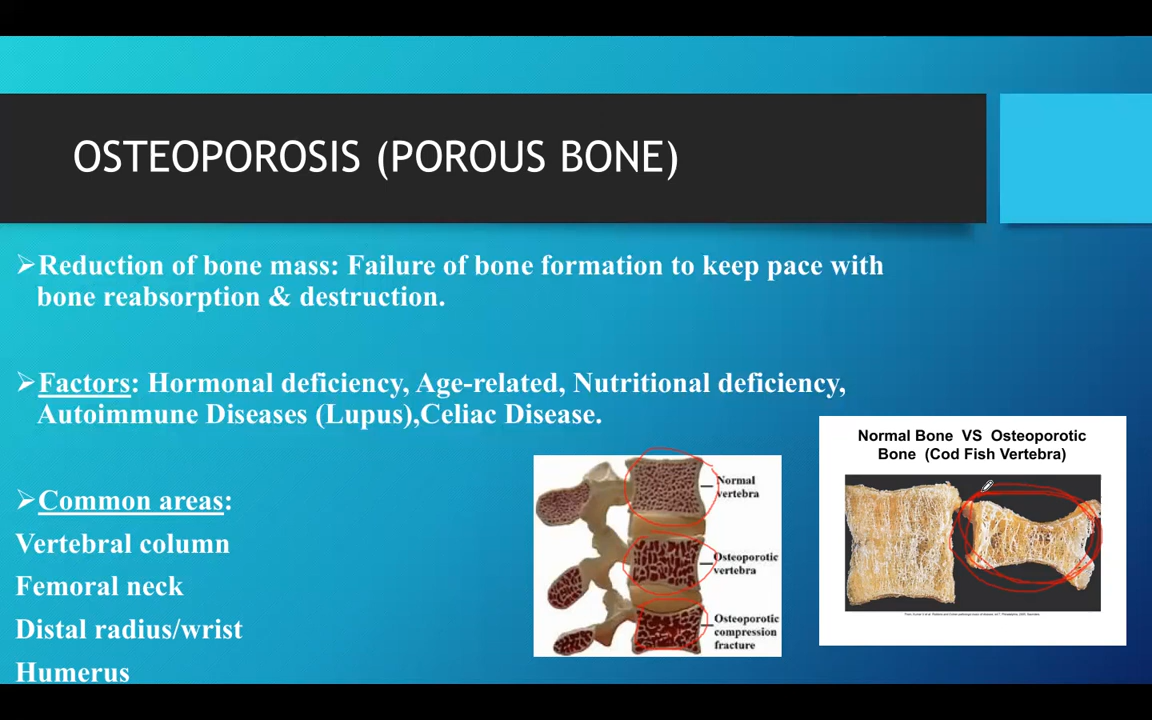 OSTEOPOROSIS (POROUS BONE)
➢Reduction of bone mass: Failure of bone formation to keep pace with
bone reabsorption & destruction.
➢Factors: Hormonal deficiency, Age-related, Nutritional deficiency,
Autoimmune Diseases (Lupus),Celiac Disease.
➢Common areas:
Vertebral column
Femoral neck
Distal radius/wrist
Humerus
Normal
vertebra
Osteoporotic
vertebra
Osteoporotic
compression
fracture
Normal Bone VS Osteoporotic
Bone (Cod Fish Vertebra)